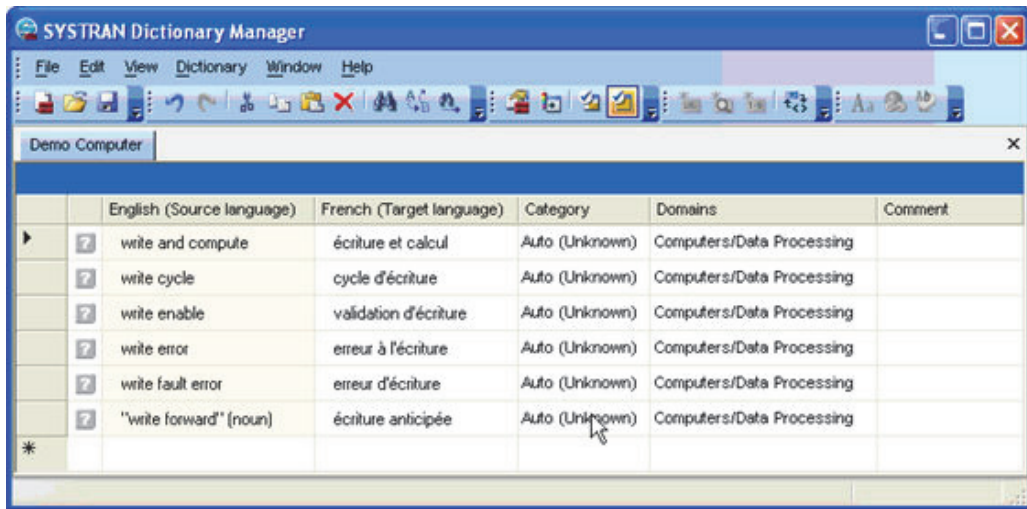 SYSTRAN Dictionary Manager
File Edit View Dictionary Window Help
Demo Computer
English (Source language) French (Target language) Category Domains Comment
write and compute écriture et calcul Auto (Unknown) Computers/Data Processing
write cycle cycle d'écriture Auto (Unknown) Computers/Data Processing
write enable validation d'écriture Auto (Unknown) Computers/Data Processing
write error erreur à l'écriture Auto (Unknown) Computers/Data Processing
write fault error erreur d'écriture Auto (Unknown) Computers/Data Processing
"write forward" (noun) écriture anticipée Auto (Unknown) Computers/Data Processing